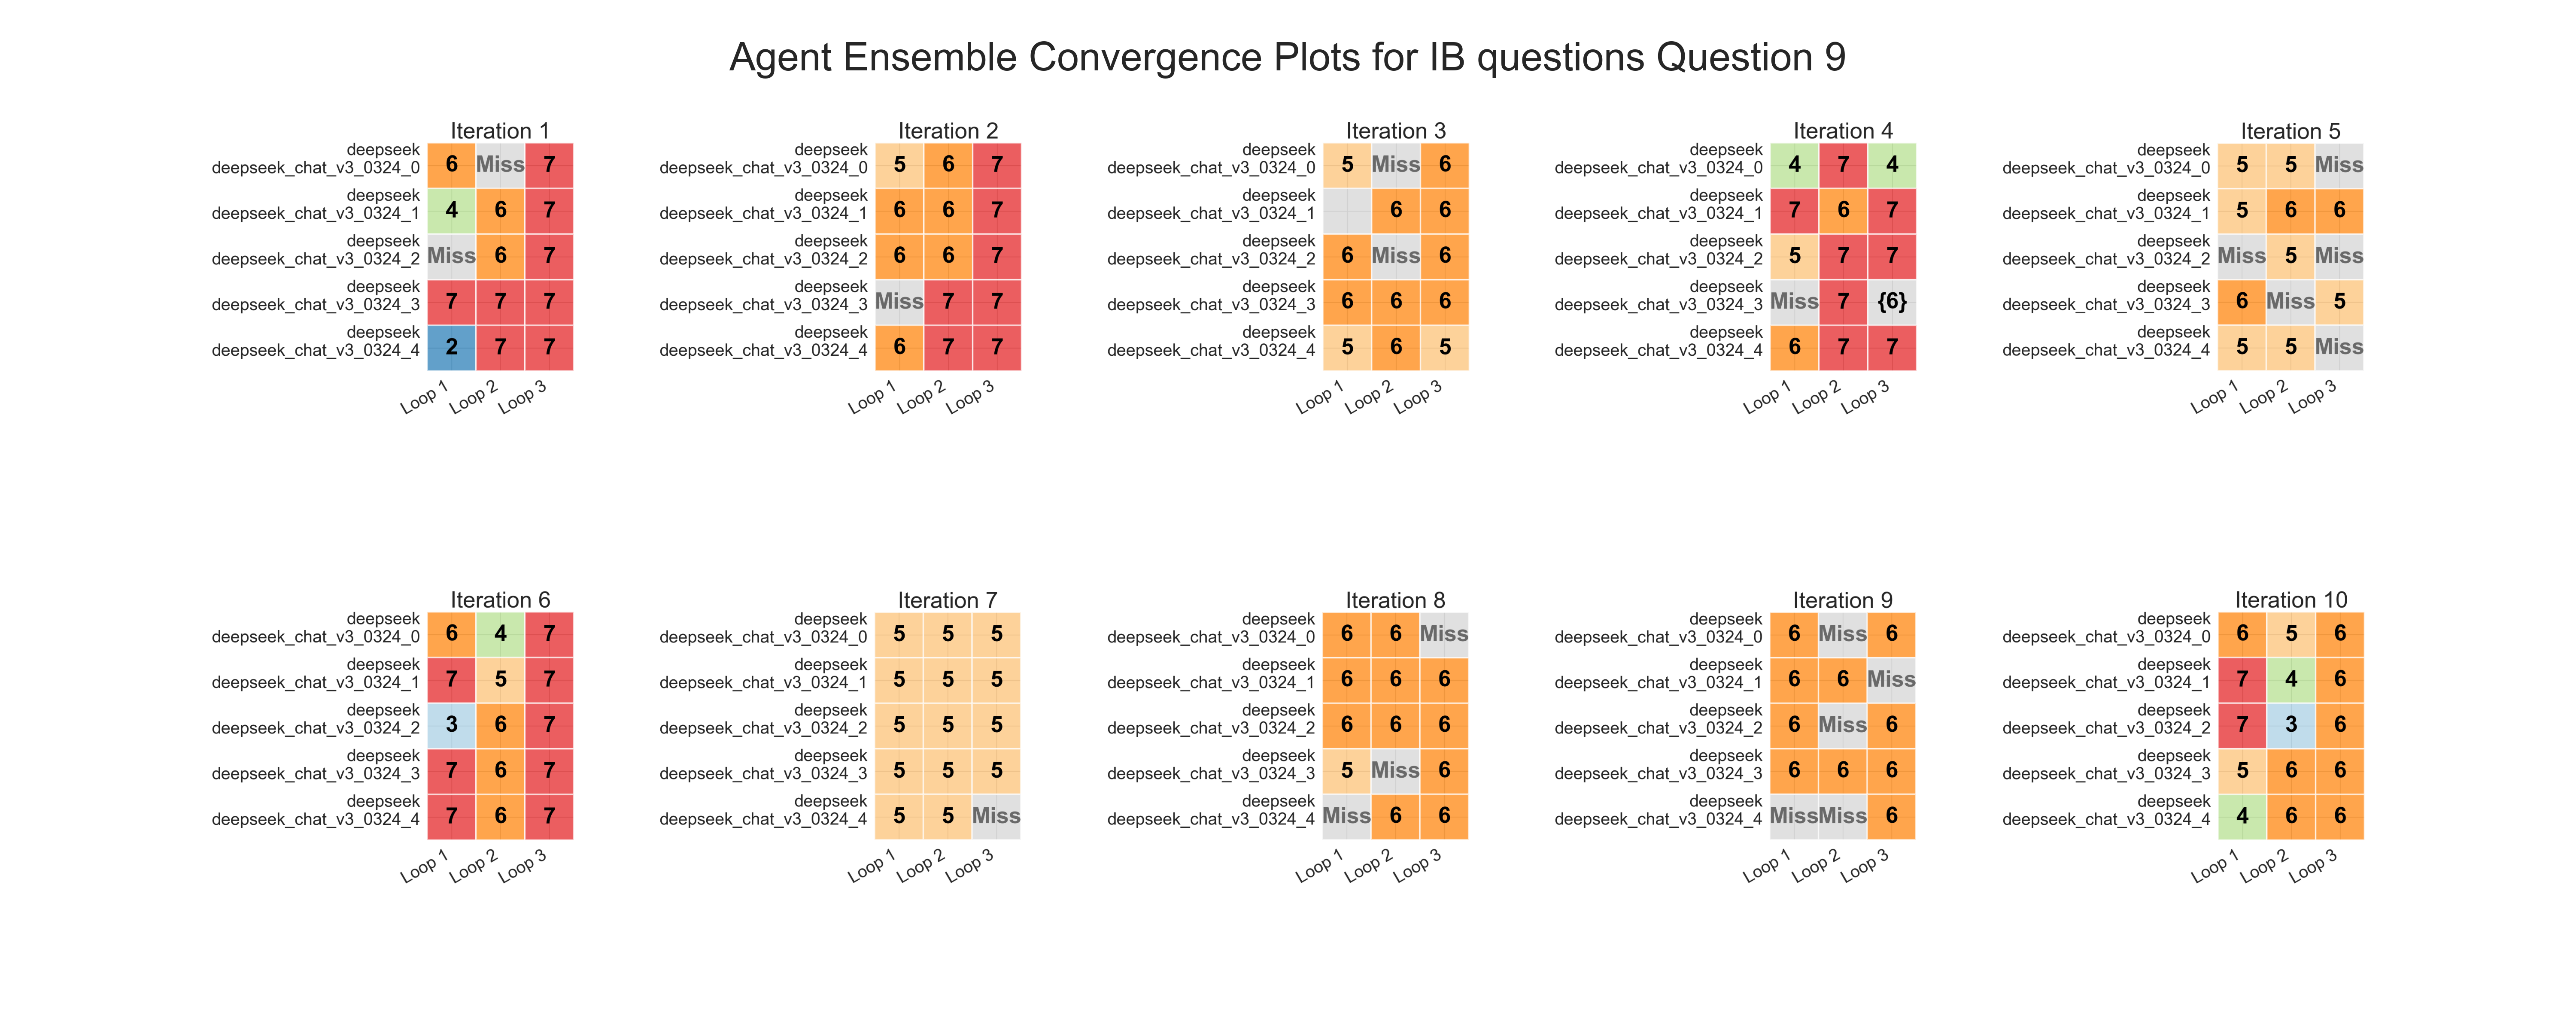 Agent Ensemble Convergence Plots for IB questions Question 9
Iteration 1
deepseek
deepseek_chat_v3_0324_0
6 Miss 7
deepseek
deepseek_chat_v3_0324_1
4 6 7
deepseek
deepseek_chat_v3_0324_2
Miss 6 7
deepseek
deepseek_chat_v3_0324_3
7 7 7
deepseek
deepseek_chat_v3_0324_4
2 7 7
Loop 1 Loop 2 Loop 3
Iteration 2
deepseek
deepseek_chat_v3_0324_0
5 6 7
deepseek
deepseek_chat_v3_0324_1
6 6 7
deepseek
deepseek_chat_v3_0324_2
6 6 7
deepseek
deepseek_chat_v3_0324_3
Miss 7 7
deepseek
deepseek_chat_v3_0324_4
6 7 7
Loop 1 Loop 2 Loop 3
Iteration 3
deepseek
deepseek_chat_v3_0324_0
5 Miss 6
deepseek
deepseek_chat_v3_0324_1
6 6
deepseek
deepseek_chat_v3_0324_2
6 Miss 6
deepseek
deepseek_chat_v3_0324_3
6 6 6
deepseek
deepseek_chat_v3_0324_4
5 6 5
Loop 1 Loop 2 Loop 3
Iteration 4
deepseek
deepseek_chat_v3_0324_0
4 7 4
deepseek
deepseek_chat_v3_0324_1
7 6 7
deepseek
deepseek_chat_v3_0324_2
5 7 7
deepseek
deepseek_chat_v3_0324_3
Miss 7 {6}
deepseek
deepseek_chat_v3_0324_4
6 7 7
Loop 1 Loop 2 Loop 3
Iteration 5
deepseek
deepseek_chat_v3_0324_0
5 5 Miss
deepseek
deepseek_chat_v3_0324_1
5 6 6
deepseek
deepseek_chat_v3_0324_2
Miss 5 Miss
deepseek
deepseek_chat_v3_0324_3
6 Miss 5
deepseek
deepseek_chat_v3_0324_4
5 5 Miss
Loop 1 Loop 2 Loop 3
Iteration 6
deepseek
deepseek_chat_v3_0324_0
6 4 7
deepseek
deepseek_chat_v3_0324_1
7 5 7
deepseek
deepseek_chat_v3_0324_2
3 6 7
deepseek
deepseek_chat_v3_0324_3
7 6 7
deepseek
deepseek_chat_v3_0324_4
7 6 7
Loop 1 Loop 2 Loop 3
Iteration 7
deepseek
deepseek_chat_v3_0324_0
5 5 5
deepseek
deepseek_chat_v3_0324_1
5 5 5
deepseek
deepseek_chat_v3_0324_2
5 5 5
deepseek
deepseek_chat_v3_0324_3
5 5 5
deepseek
deepseek_chat_v3_0324_4
5 5 Miss
Loop 1 Loop 2 Loop 3
Iteration 8
deepseek
deepseek_chat_v3_0324_0
6 6 Miss
deepseek
deepseek_chat_v3_0324_1
6 6 6
deepseek
deepseek_chat_v3_0324_2
6 6 6
deepseek
deepseek_chat_v3_0324_3
5 Miss 6
deepseek
deepseek_chat_v3_0324_4
Miss 6 6
Loop 1 Loop 2 Loop 3
Iteration 9
deepseek
deepseek_chat_v3_0324_0
6 Miss 6
deepseek
deepseek_chat_v3_0324_1
6 6 Miss
deepseek
deepseek_chat_v3_0324_2
6 Miss 6
deepseek
deepseek_chat_v3_0324_3
6 6 6
deepseek
deepseek_chat_v3_0324_4
Miss Miss 6
Loop 1 Loop 2 Loop 3
Iteration 10
deepseek
deepseek_chat_v3_0324_0
6 5 6
deepseek
deepseek_chat_v3_0324_1
7 4 6
deepseek
deepseek_chat_v3_0324_2
7 3 6
deepseek
deepseek_chat_v3_0324_3
5 6 6
deepseek
deepseek_chat_v3_0324_4
4 6 6
Loop 1 Loop 2 Loop 3